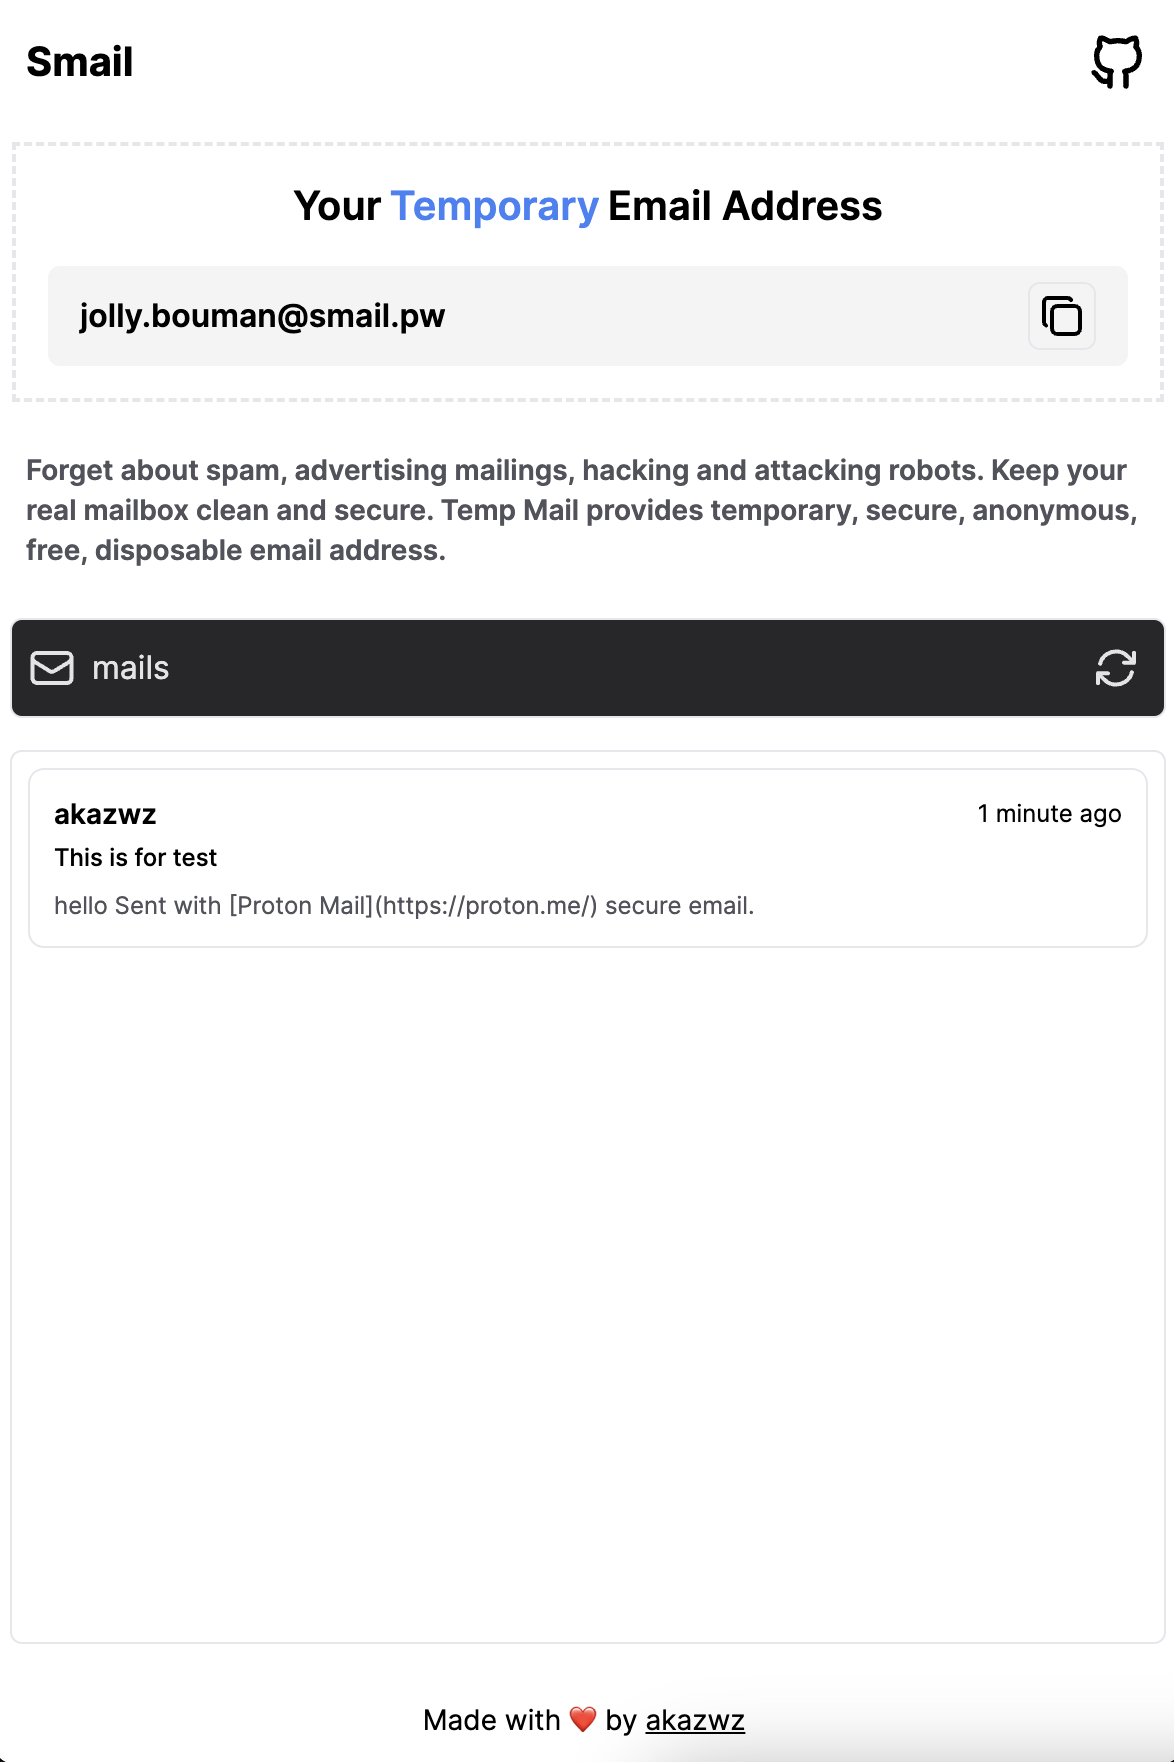 Smail
Your Temporary Email Address
jolly.bouman@smail.pw
Forget about spam, advertising mailings, hacking and attacking robots. Keep your
real mailbox clean and secure. Temp Mail provides temporary, secure, anonymous,
free, disposable email address.
mails
akazwz
1 minute ago
This is for test
hello Sent with [Proton Mail](https://proton.me/) secure email.
Made with ❤️ by akazwz